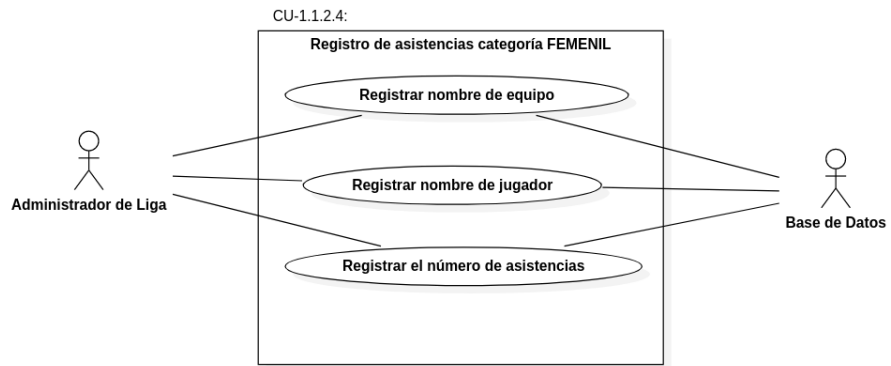 CU-1.1.2.4:
Registro de asistencias categoría FEMENIL
Registrar nombre de equipo
Registrar nombre de jugador
Administrador de Liga
Base de Datos
Registrar el número de asistencias